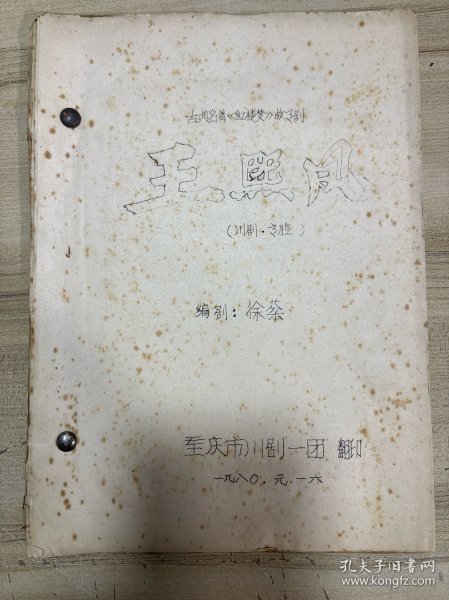 古典名著《红楼梦》故事剧
王熙凤
（川剧·高腔）
编剧：徐棻
重庆市川剧一团 翻印
一九八〇.元.一六
孔夫子旧书网
www.kongfz.com